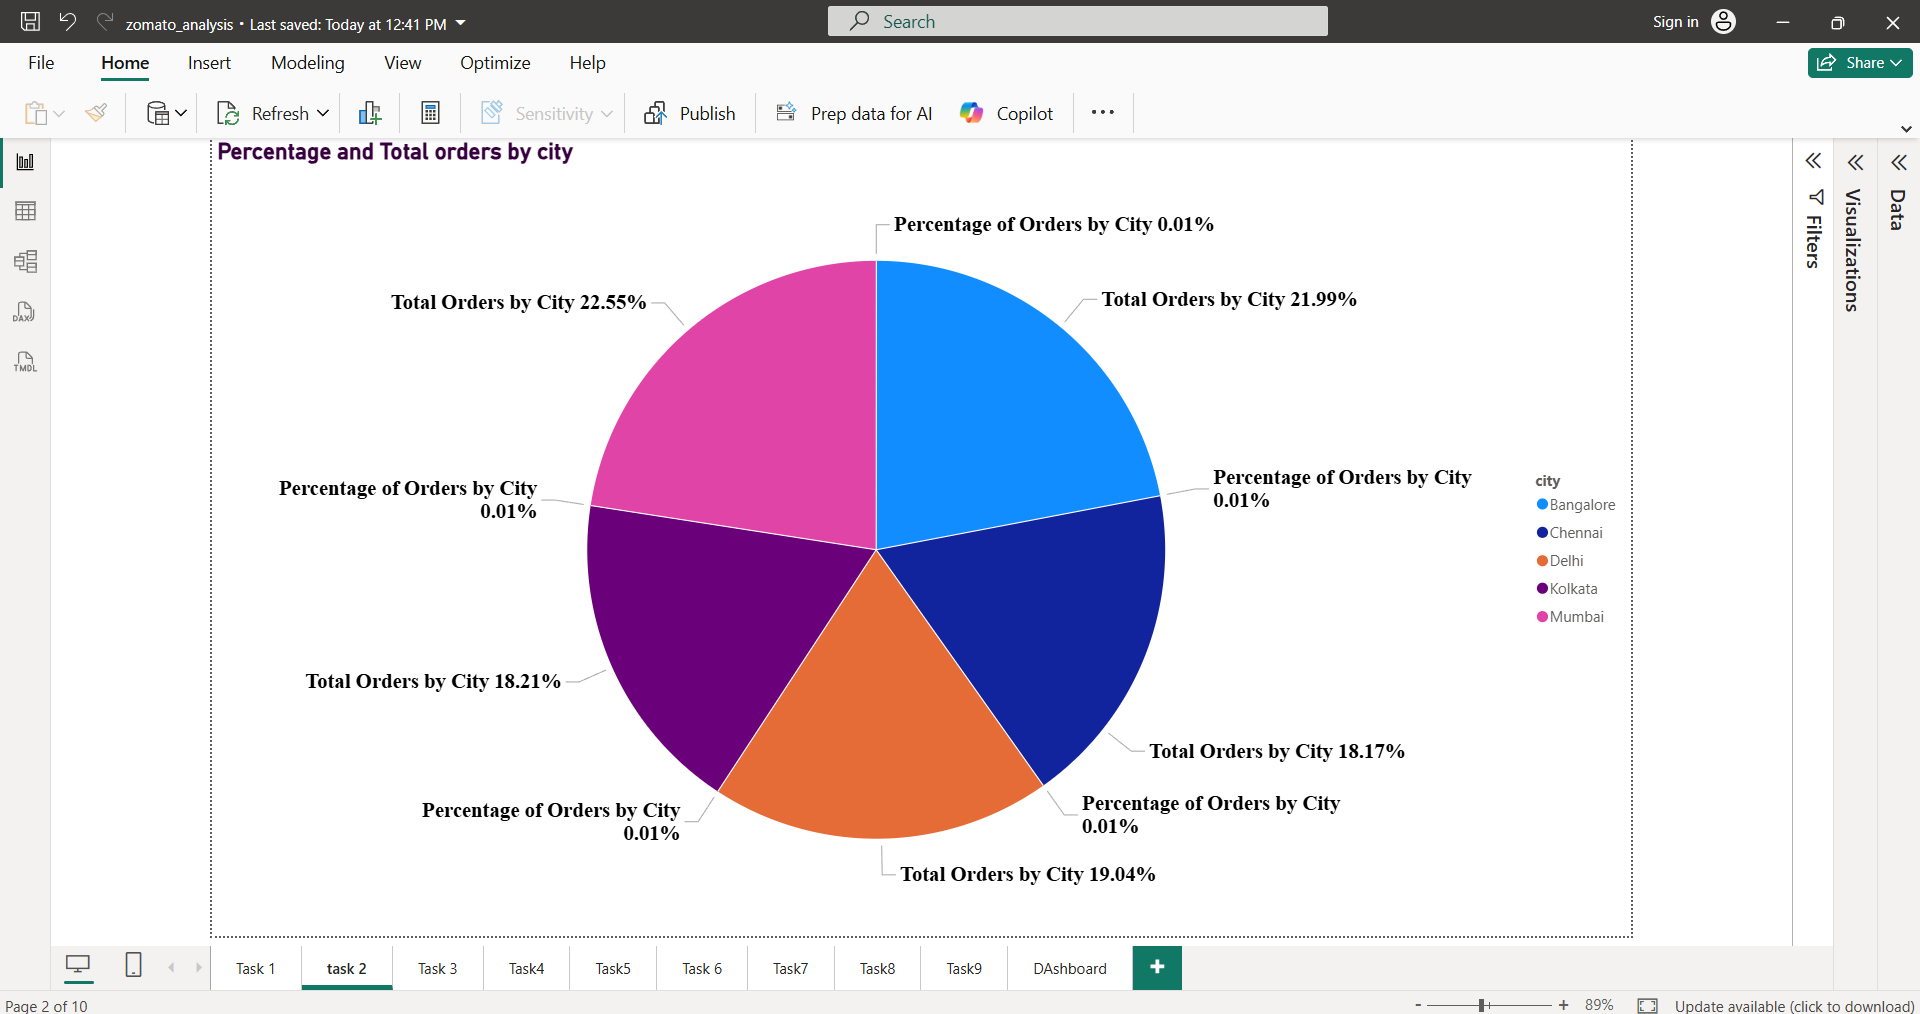 zomato_analysis • Last saved: Today at 12:41 PM
Search
Sign in
File
Home
Insert
Modeling
View
Optimize
Help
Share
Refresh
Sensitivity
Publish
Prep data for AI
Copilot
Percentage and Total orders by city
Percentage of Orders by City 0.01%
Total Orders by City 22.55%
Total Orders by City 21.99%
Percentage of Orders by City
0.01%
Percentage of Orders by City
0.01%
city
Bangalore
Chennai
Delhi
Kolkata
Mumbai
Total Orders by City 18.21%
Total Orders by City 18.17%
Percentage of Orders by City
0.01%
Percentage of Orders by City
0.01%
Total Orders by City 19.04%
Filters
Visualizations
Data
DAX
TMDL
Task 1
task 2
Task 3
Task4
Task5
Task 6
Task7
Task8
Task9
DAshboard
+
Page 2 of 10
- + 89%
Update available (click to download)